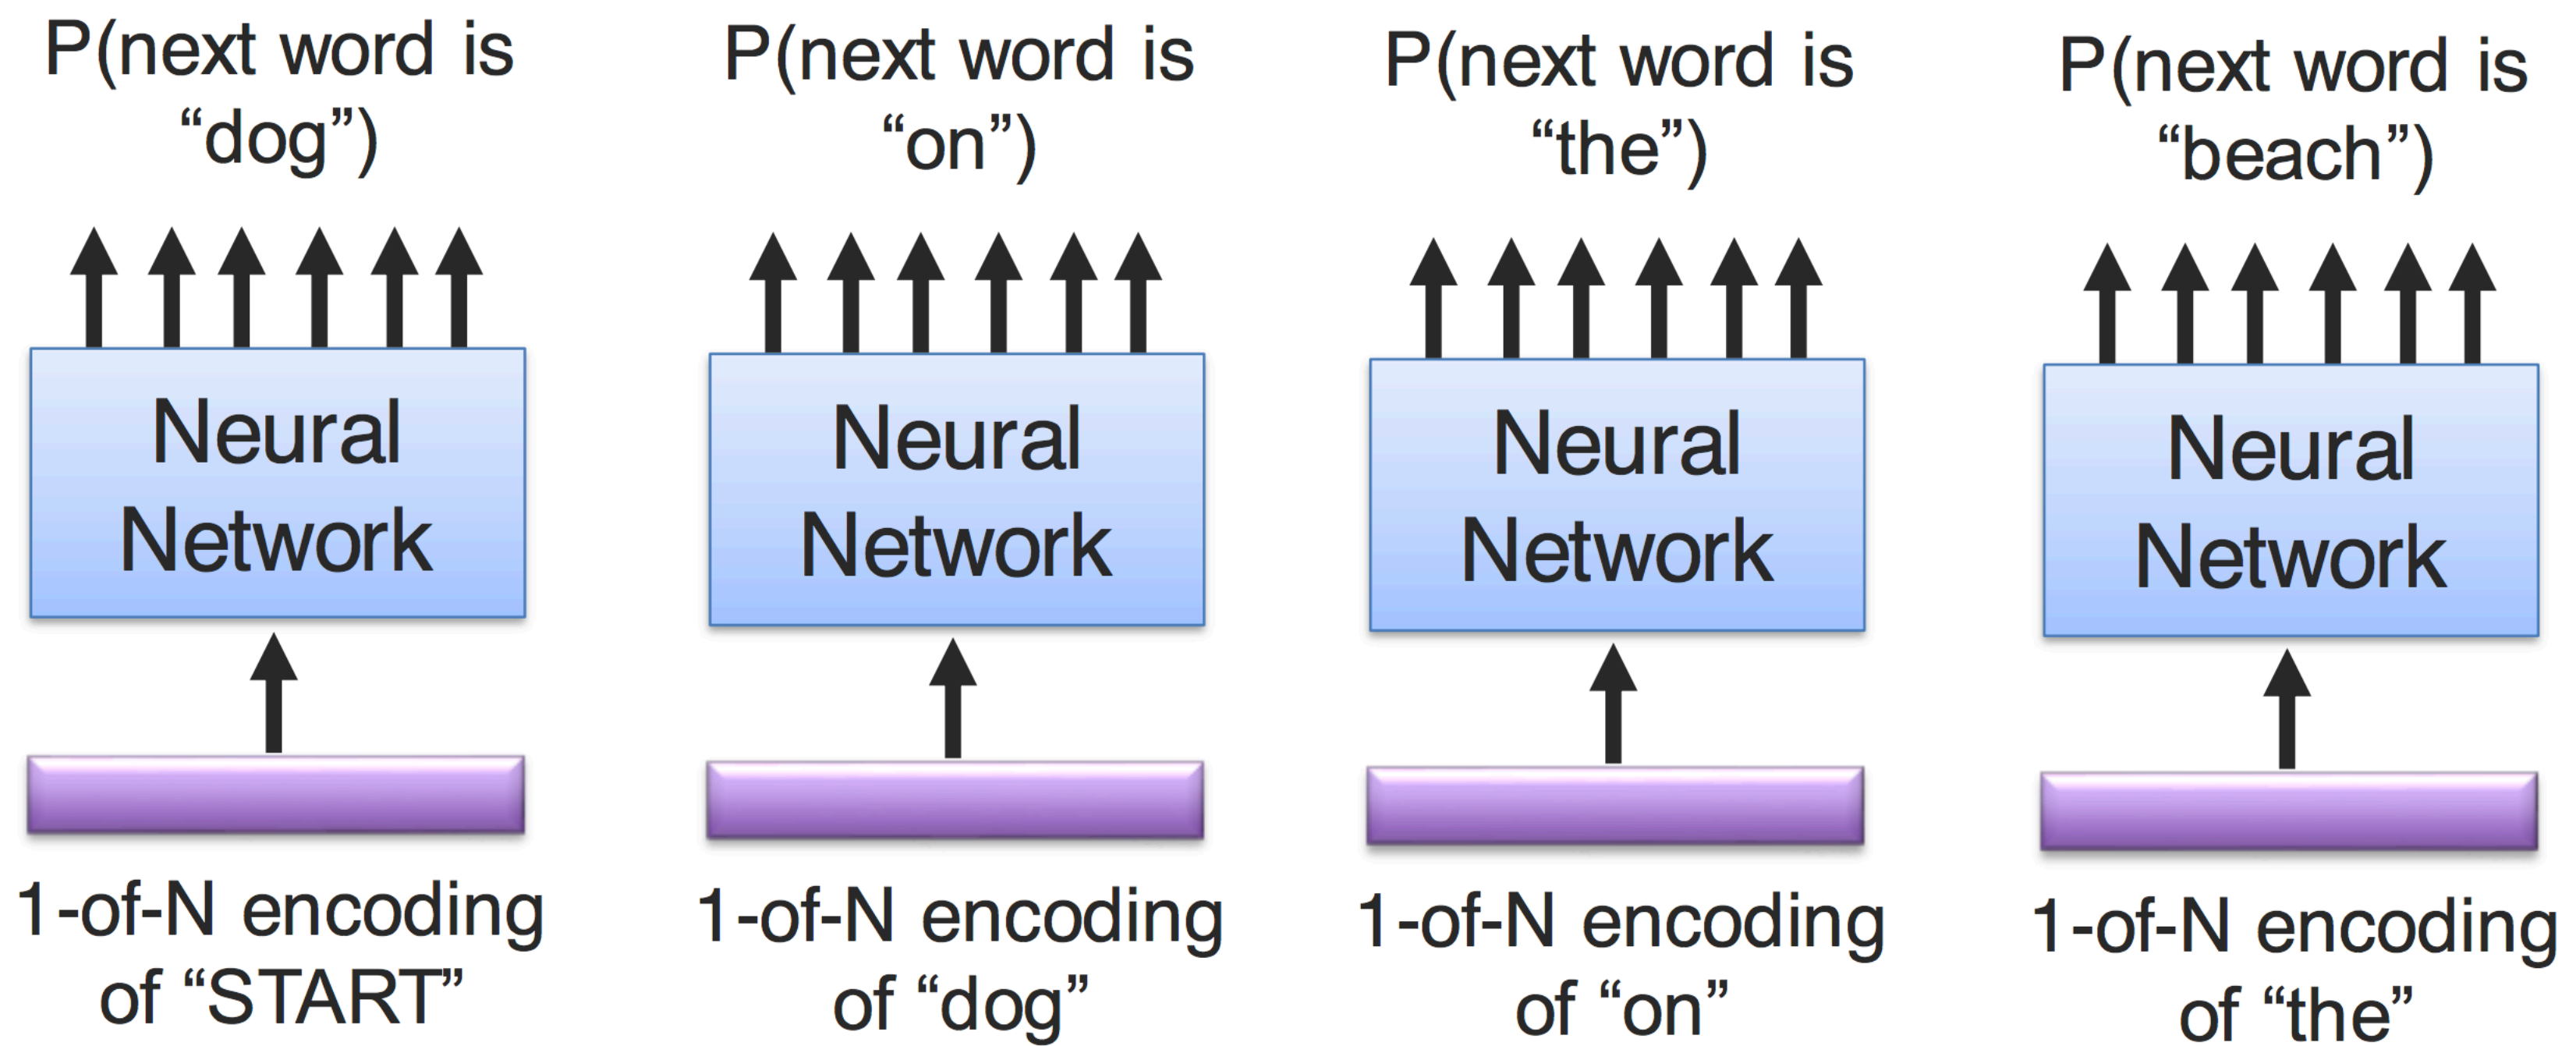 P(next word is
“dog”)
P(next word is
“on”)
P(next word is
“the”)
P(next word is
“beach”)
Neural
Network
Neural
Network
Neural
Network
Neural
Network
1-of-N encoding
of “START”
1-of-N encoding
of “dog”
1-of-N encoding
of “on”
1-of-N encoding
of “the”